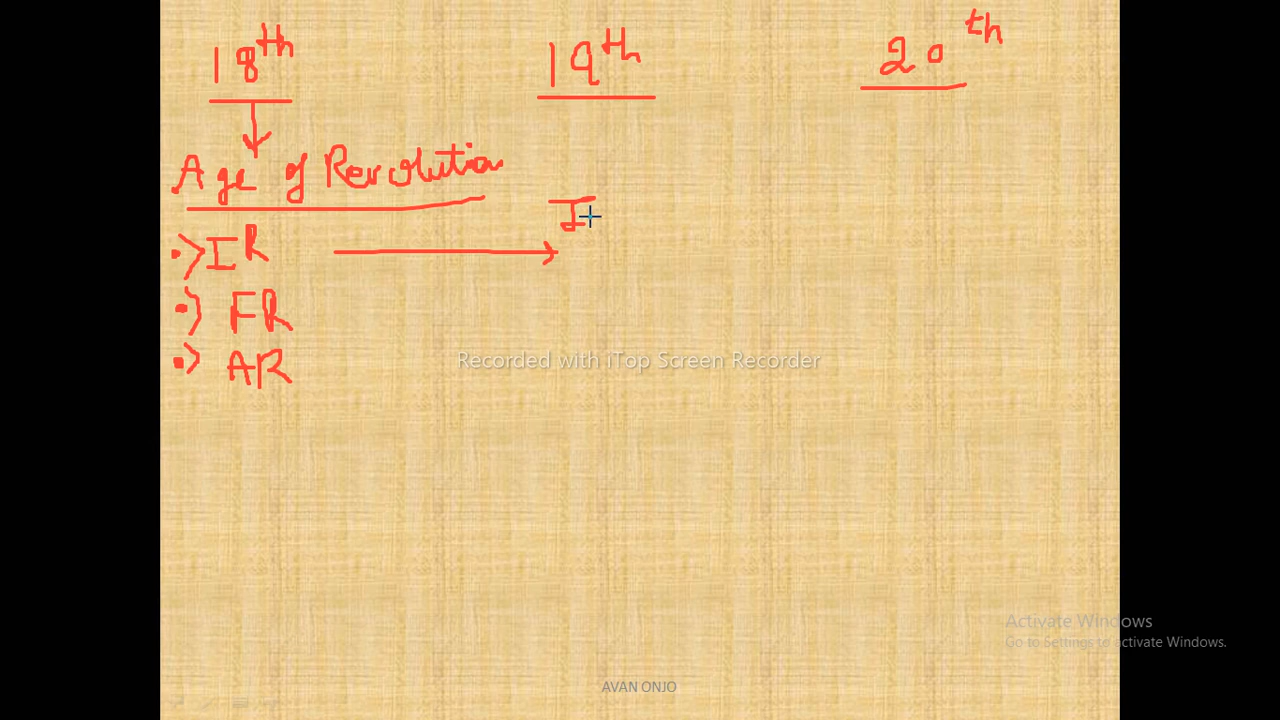 18th 19th 20th
Age of Revolution
I
•> IR
•) FR
•> AR
Recorded with iTop Screen Recorder
Activate Windows
Go to Settings to activate Windows.
AVAN ONJO